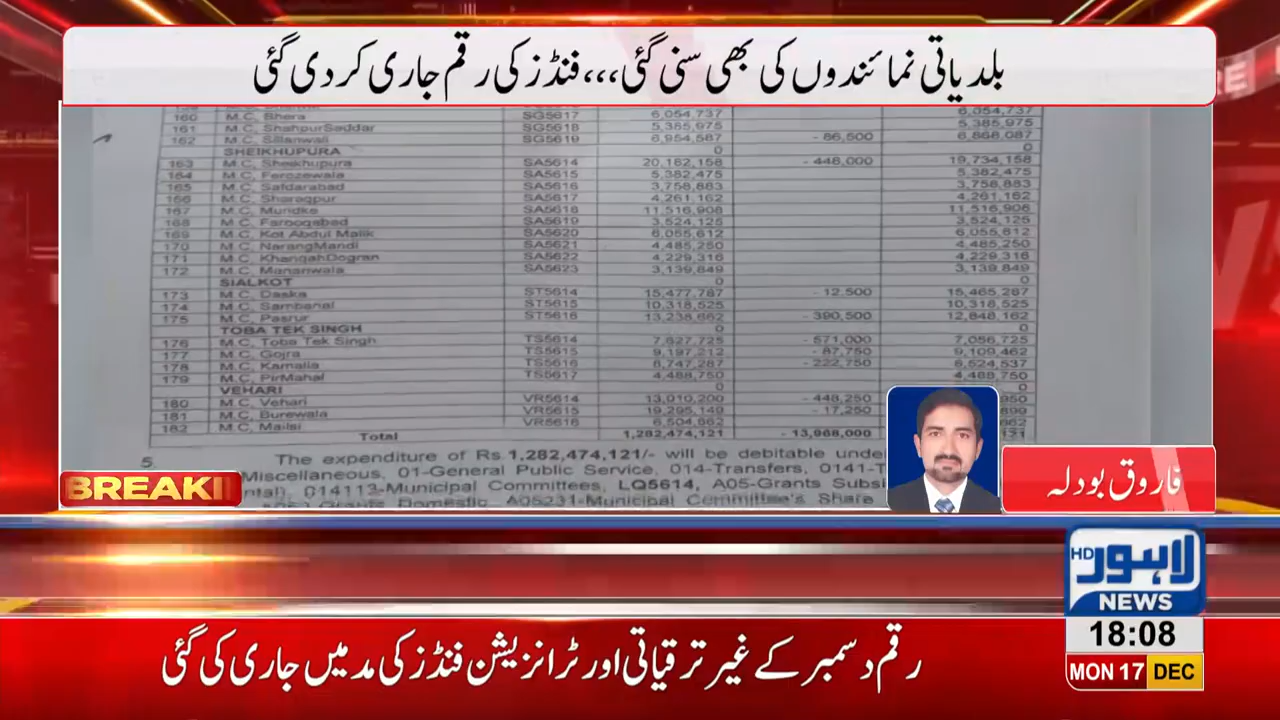 بلدیاتی نمائندوں کی بھی سنی گئی،،،فنڈز کی رقم جاری کر دی گئی
160 M.C, Bhera SG5617 6,054,737 6,054,737
161 M.C, ShahpurSaddar SG5618 5,385,975 5,385,975
162 M.C, Sillanwali SG5619 6,954,587 - 86,500 6,868,087
SHEIKHUPURA 0 0
163 M.C, Sheikhupura SA5614 20,182,158 - 448,000 19,734,158
164 M.C, Ferozewala SA5615 5,382,475 5,382,475
165 M.C, Safdarabad SA5616 3,758,883 3,758,883
166 M.C, Sharaqpur SA5617 4,261,162 4,261,162
167 M.C, Muridke SA5618 11,516,908 11,516,908
168 M.C, Farooqabad SA5619 3,524,125 3,524,125
169 M.C, Kot Abdul Malik SA5620 6,055,612 6,055,612
170 M.C, NarangMandi SA5621 4,485,250 4,485,250
171 M.C, KhanqahDogran SA5622 4,229,316 4,229,316
172 M.C, Mananwala SA5623 3,139,849 3,139,849
SIALKOT 0 0
173 M.C, Daska ST5614 15,477,787 - 12,500 15,465,287
174 M.C, Sambarial ST5615 10,318,525 10,318,525
175 M.C, Pasrur ST5616 13,238,662 - 390,500 12,848,162
TOBA TEK SINGH 0 0
176 M.C, Toba Tek Singh TS5614 7,627,725 - 571,000 7,056,725
177 M.C, Gojra TS5615 9,197,212 - 87,750 9,109,462
178 M.C, Kamalia TS5616 6,747,287 - 222,750 6,524,537
179 M.C, PirMahal TS5617 4,488,750 4,488,750
VEHARI 0 0
180 M.C, Vehari VR5614 13,010,200 - 448,250 950
181 M.C, Burewala VR5615 19,295,149 - 17,250 899
182 M.C, Mailsi VR5616 6,504,662 662
Total 1,282,474,121 - 13,968,000 121
5. The expenditure of Rs.1,282,474,121/- will be debitable unde
Miscellaneous, 01-General Public Service, 014-Transfers, 0141-T
ntal), 014113-Municipal Committees, LQ5614, A05-Grants Subsi
Grants Domestic, A05231-Municipal Committee's Share
BREAKI
فاروق بودلہ
HD لاہور
NEWS
18:08
MON 17 DEC
رقم دسمبر کے غیر ترقیاتی اور ٹرانزیشن فنڈز کی مد میں جاری کی گئی